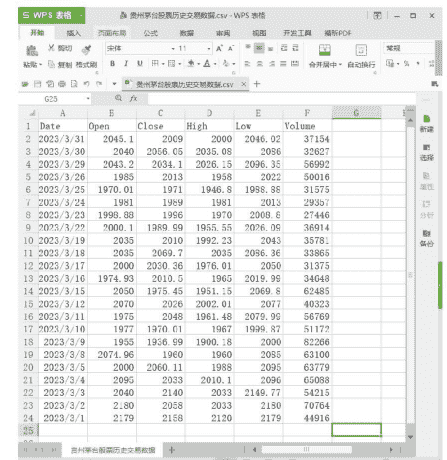 S WPS 表格
贵州茅台股票历史交易数据.csv - WPS 表格
开始 插入 页面布局 公式 数据 审阅 视图 开发工具 福昕PDF
粘贴 剪切 复制 格式刷 宋体 11 B I U A 合并居中 自动换行 常规
贵州茅台股票历史交易数据.csv × +
G25 fx
A B C D E F G H
1 Date Open Close High Low Volume
2 2023/3/31 2045.1 2009 2000 2046.02 37154
3 2023/3/30 2040 2056.05 2035.08 2086 32627
4 2023/3/29 2043.2 2034.1 2026.15 2096.35 56992
5 2023/3/26 1985 2013 1958 2022 50016
6 2023/3/25 1970.01 1971 1946.8 1988.88 31575
7 2023/3/24 1981 1989 1981 2013 29357
8 2023/3/23 1998.88 1996 1970 2008.8 27446
9 2023/3/22 2000.1 1989.99 1955.55 2026.09 36914
10 2023/3/19 2035 2010 1992.23 2043 35781
11 2023/3/18 2035 2069.7 2035 2086.36 33865
12 2023/3/17 2000 2030.36 1976.01 2050 31375
13 2023/3/16 1974.93 2010.5 1965 2019.99 34648
14 2023/3/15 2050 1975.45 1951.15 2069.8 62485
15 2023/3/12 2070 2026 2002.01 2077 40323
16 2023/3/11 1975 2048 1961.48 2079.99 56769
17 2023/3/10 1977 1970.01 1967 1999.87 51172
18 2023/3/9 1955 1936.99 1900.18 2000 82266
19 2023/3/8 2074.96 1960 1960 2085 63100
20 2023/3/5 2000 2060.11 1988 2095 63779
21 2023/3/4 2095 2033 2010.1 2096 65088
22 2023/3/3 2040 2140 2033 2149.77 54215
23 2023/3/2 2180 2058 2033 2180 70764
24 2023/3/1 2179 2158 2120 2179 44916
25
贵州茅台股票历史交易数据 +
新建
选择
属性
分析
备份